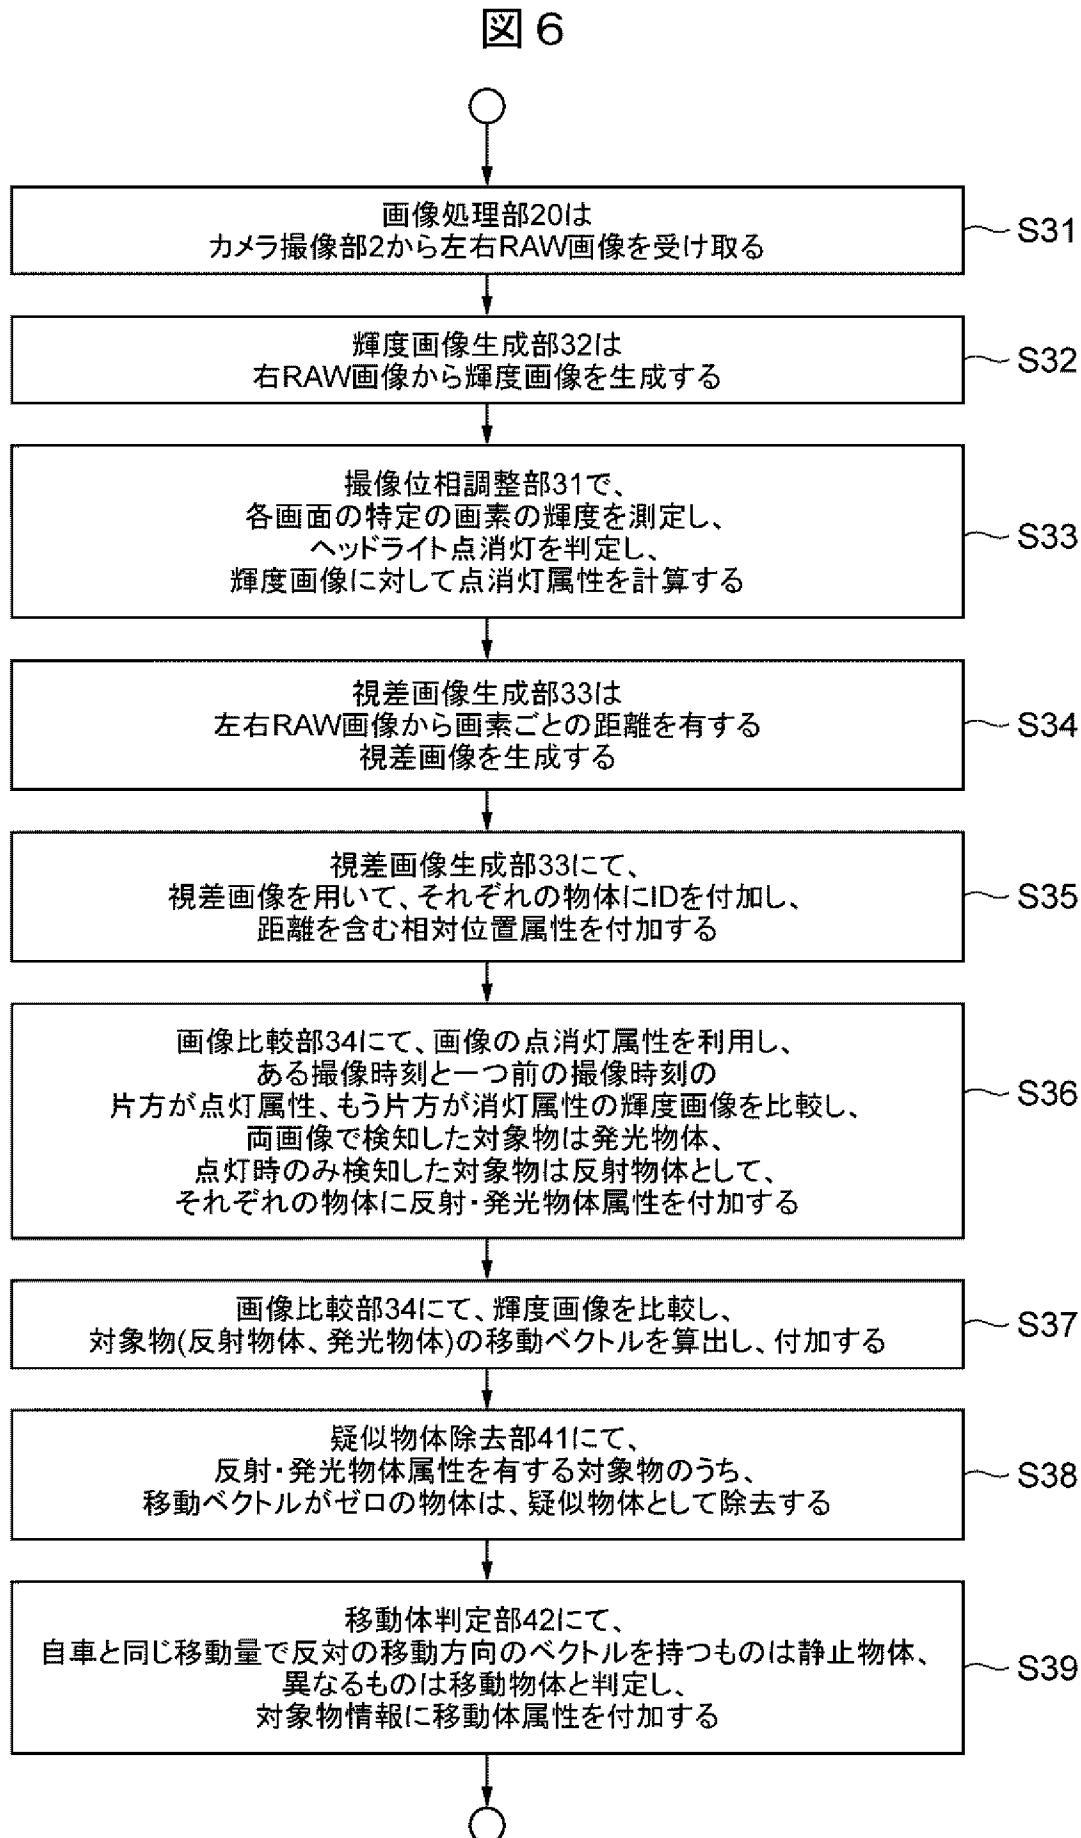 図6
画像処理部20は
カメラ撮像部2から左右RAW画像を受け取る
S31
輝度画像生成部32は
右RAW画像から輝度画像を生成する
S32
撮像位相調整部31で、
各画面の特定の画素の輝度を測定し、
ヘッドライト点消灯を判定し、
輝度画像に対して点消灯属性を計算する
S33
視差画像生成部33は
左右RAW画像から画素ごとの距離を有する
視差画像を生成する
S34
視差画像生成部33にて、
視差画像を用いて、それぞれの物体にIDを付加し、
距離を含む相対位置属性を付加する
S35
画像比較部34にて、画像の点消灯属性を利用し、
ある撮像時刻と一つ前の撮像時刻の
片方が点灯属性、もう片方が消灯属性の輝度画像を比較し、
両画像で検知した対象物は発光物体、
点灯時のみ検知した対象物は反射物体として、
それぞれの物体に反射・発光物体属性を付加する
S36
画像比較部34にて、輝度画像を比較し、
対象物(反射物体、発光物体)の移動ベクトルを算出し、付加する
S37
疑似物体除去部41にて、
反射・発光物体属性を有する対象物のうち、
移動ベクトルがゼロの物体は、疑似物体として除去する
S38
移動体判定部42にて、
自車と同じ移動量で反対の移動方向のベクトルを持つものは静止物体、
異なるものは移動物体と判定し、
対象物情報に移動体属性を付加する
S39